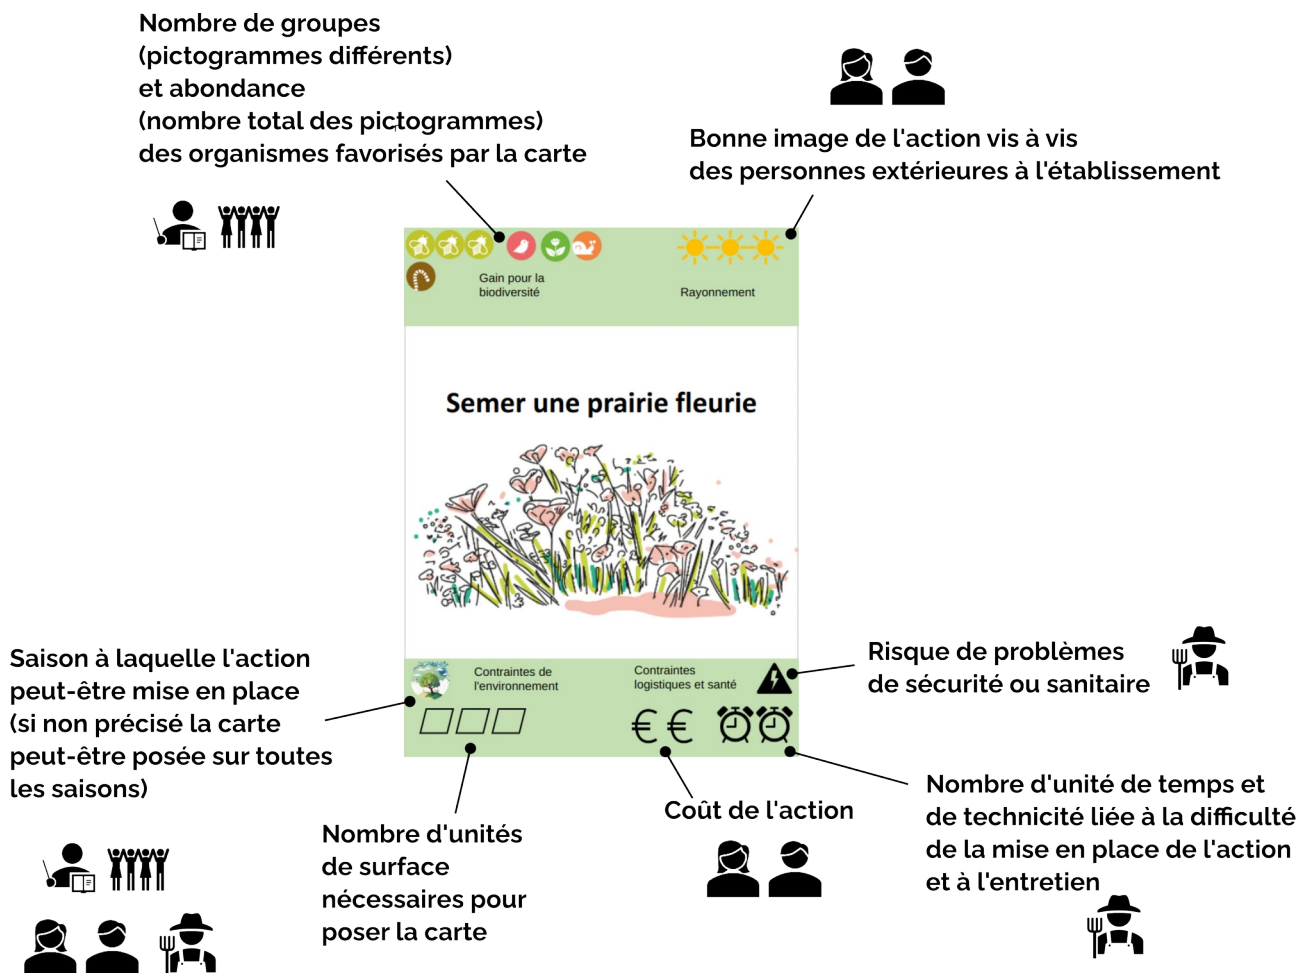 Nombre de groupes
(pictogrammes différents)
et abondance
(nombre total des pictogrammes)
des organismes favorisés par la carte
Bonne image de l'action vis à vis
des personnes extérieures à l'établissement
Gain pour la
biodiversité
Rayonnement
Semer une prairie fleurie
Contraintes de
l'environnement
Contraintes
logistiques et santé
€ €
Saison à laquelle l'action
peut-être mise en place
(si non précisé la carte
peut-être posée sur toutes
les saisons)
Risque de problèmes
de sécurité ou sanitaire
Nombre d'unités
de surface
nécessaires pour
poser la carte
Coût de l'action
Nombre d'unité de temps et
de technicité liée à la difficulté
de la mise en place de l'action
et à l'entretien